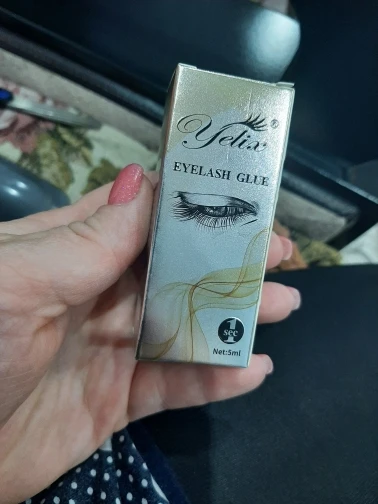 Yelix®
EYELASH GLUE
1
sec
Net:5ml